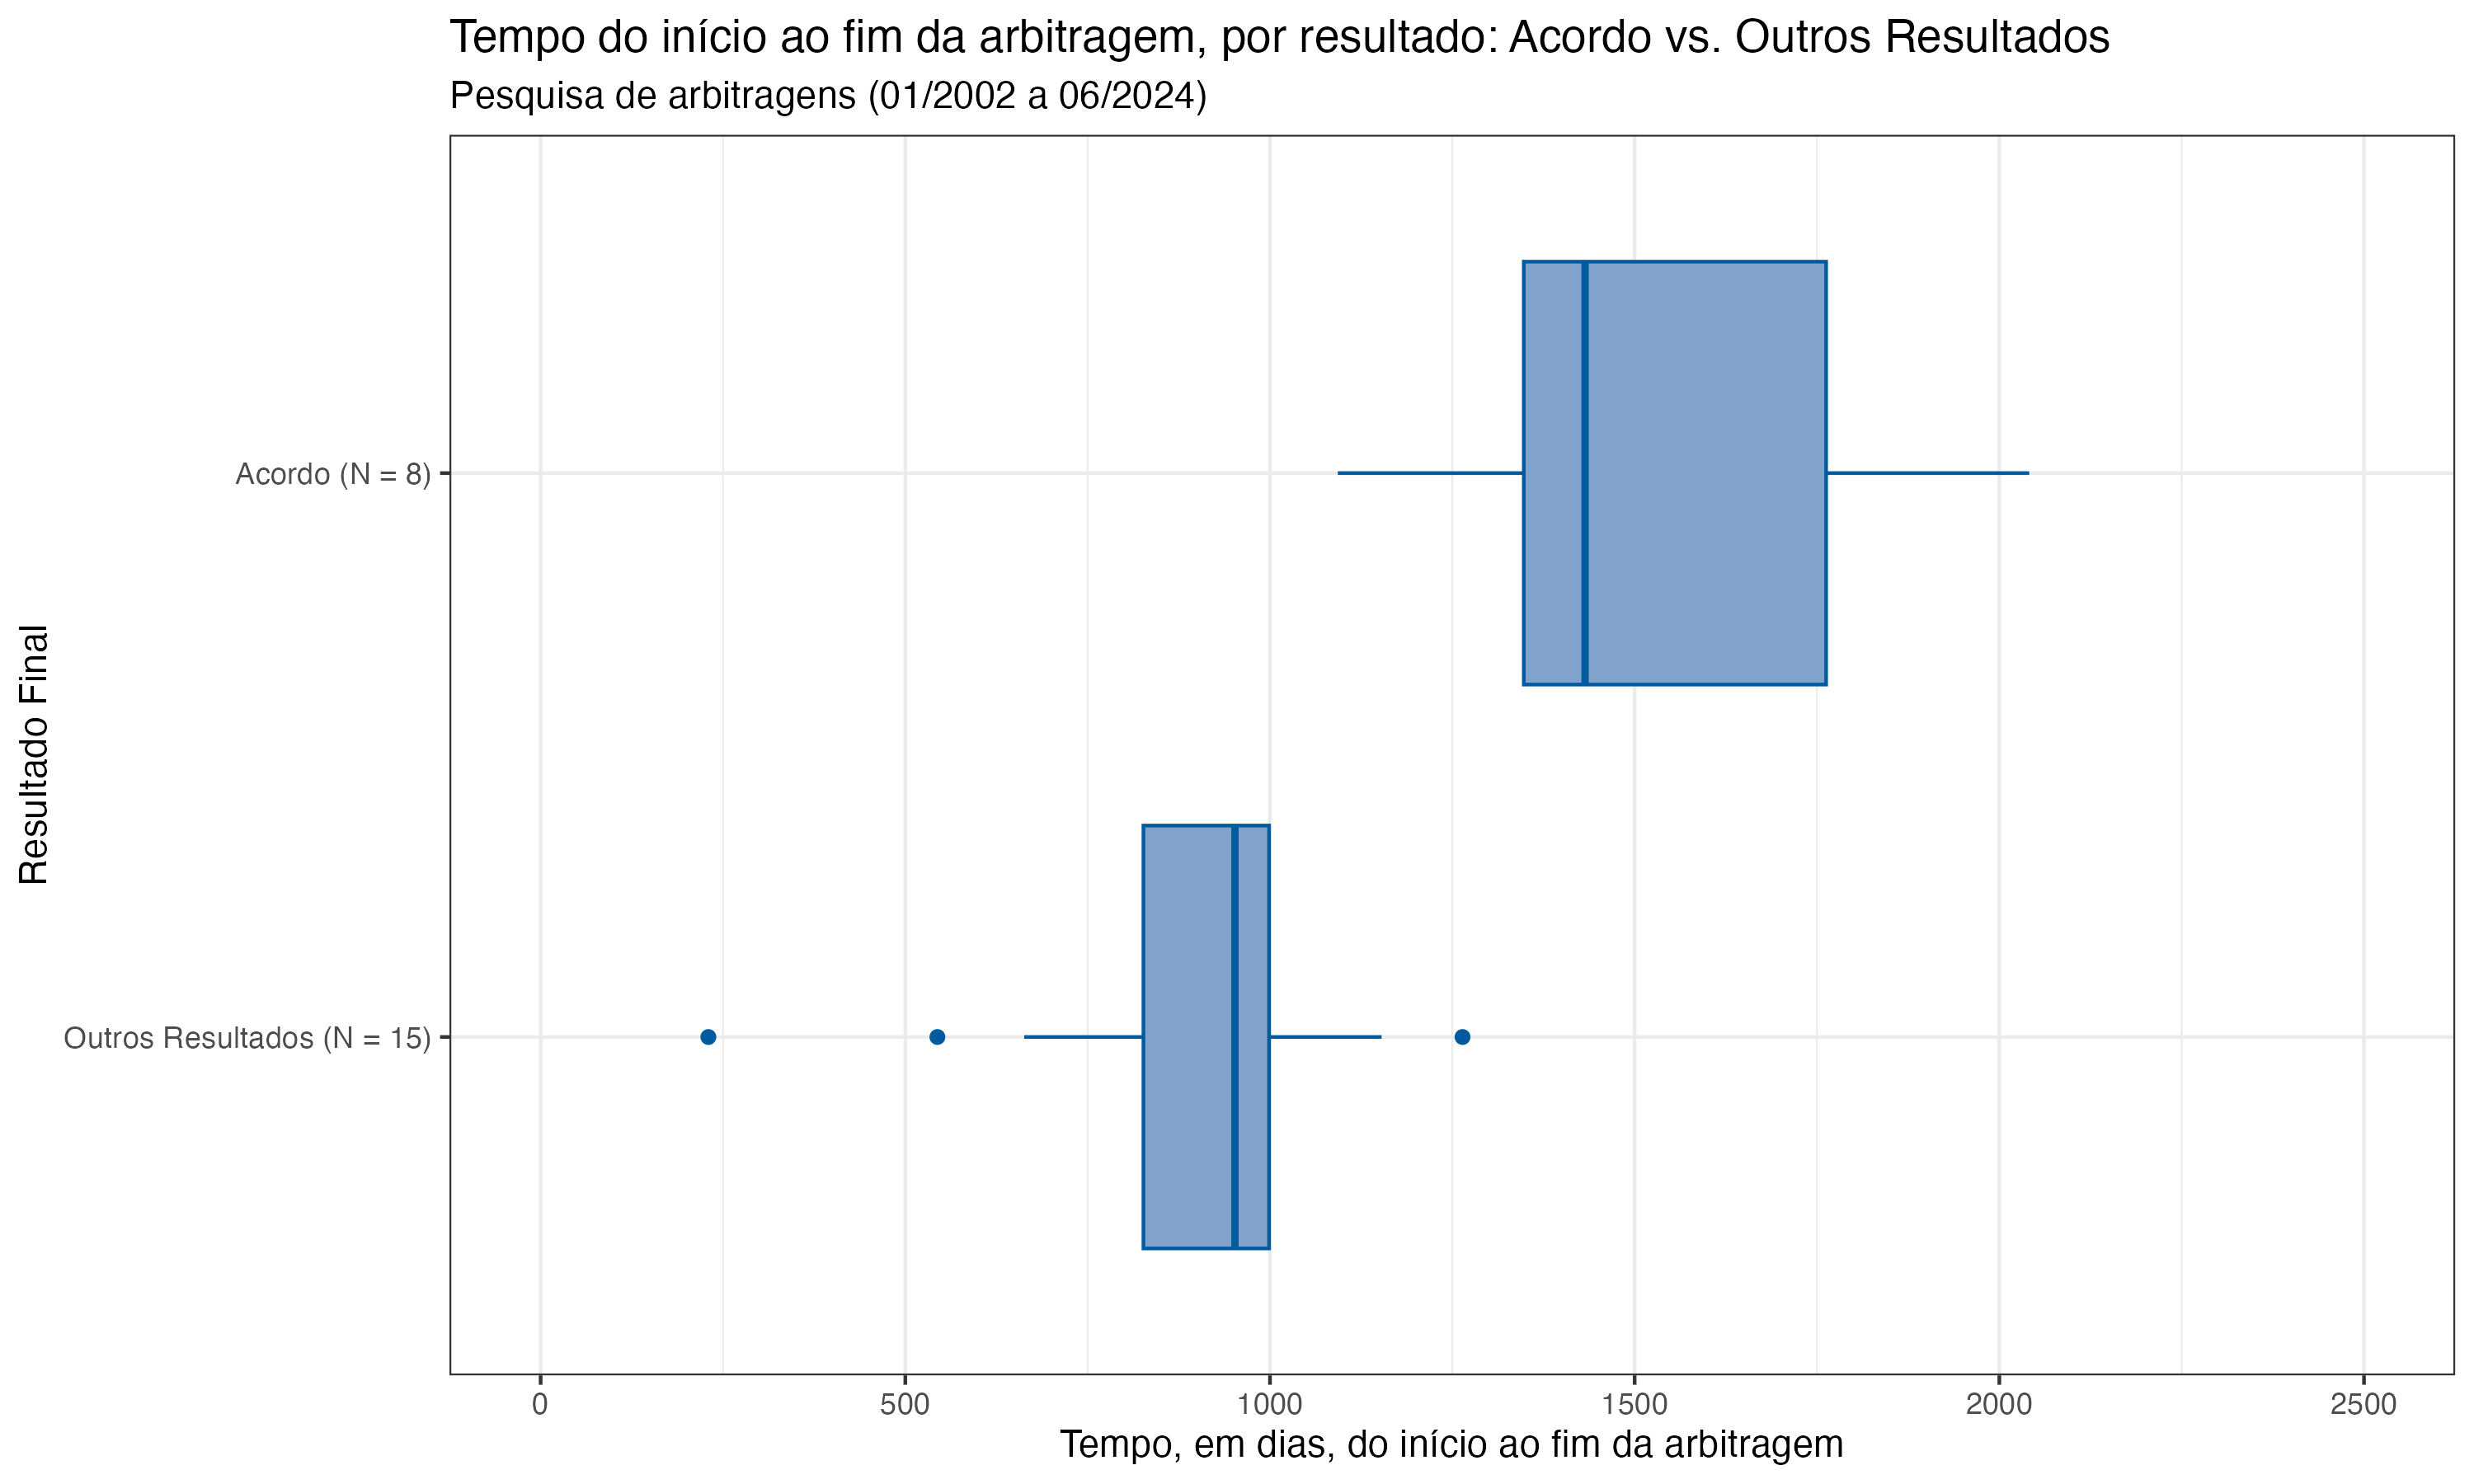 Tempo do início ao fim da arbitragem, por resultado: Acordo vs. Outros Resultados
Pesquisa de arbitragens (01/2002 a 06/2024)
Resultado Final
Acordo (N = 8)
Outros Resultados (N = 15)
0 500 1000 1500 2000 2500
Tempo, em dias, do início ao fim da arbitragem